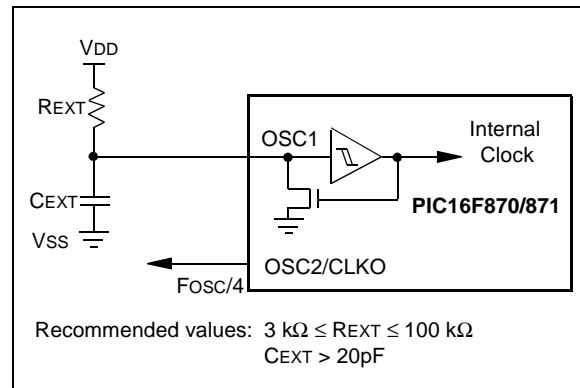 VDD
REXT
OSC1
Internal
Clock
CEXT
PIC16F870/871
VSS
OSC2/CLKO
FOSC/4
Recommended values: 3 kΩ ≤ REXT ≤ 100 kΩ
CEXT > 20pF